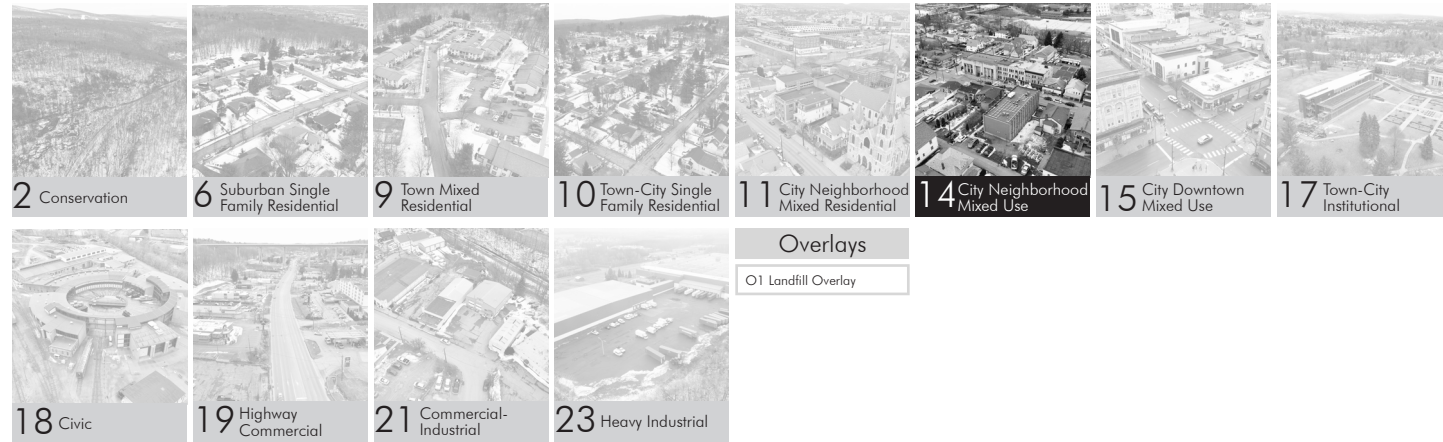 2 Conservation
6 Suburban Single
Family Residential
9 Town Mixed
Residential
10 Town-City Single
Family Residential
11 City Neighborhood
Mixed Residential
14 City Neighborhood
Mixed Use
15 City Downtown
Mixed Use
17 Town-City
Institutional
18 Civic
19 Highway
Commercial
21 Commercial-
Industrial
23 Heavy Industrial
Overlays
O1 Landfill Overlay